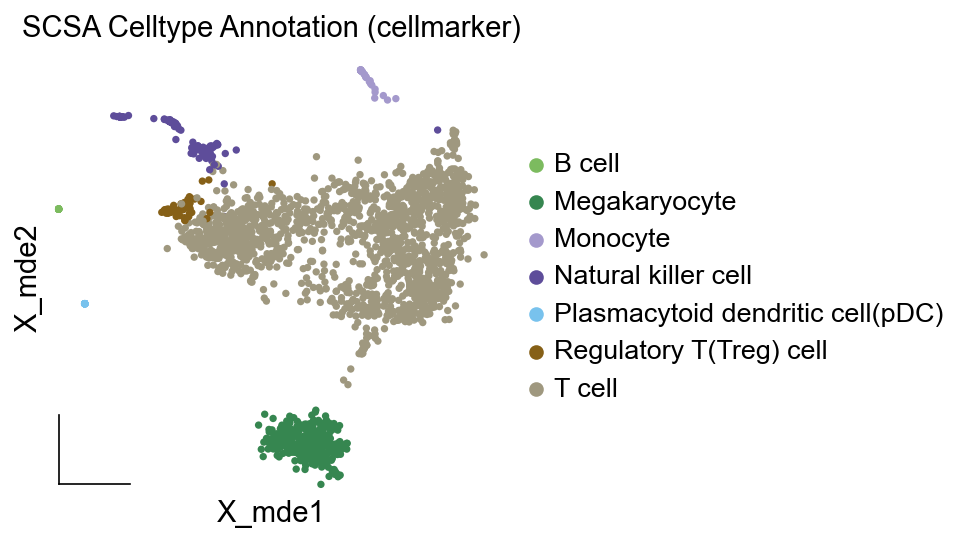 SCSA Celltype Annotation (cellmarker)
X_mde2
B cell
Megakaryocyte
Monocyte
Natural killer cell
Plasmacytoid dendritic cell(pDC)
Regulatory T(Treg) cell
T cell
X_mde1